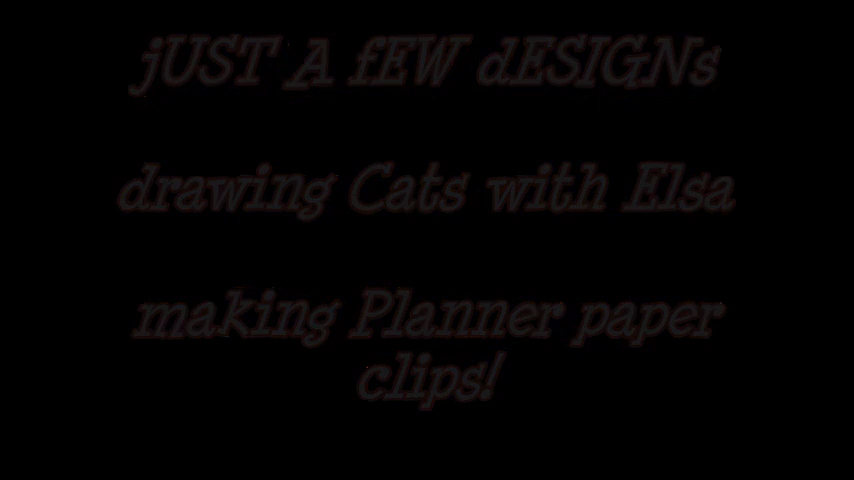 jUST A fEW dESIGNs
drawing Cats with Elsa
making Planner paper
clips!